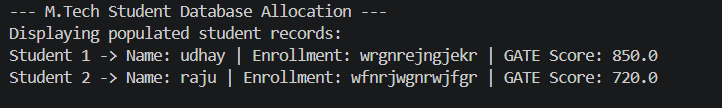 --- M.Tech Student Database Allocation ---
Displaying populated student records:
Student 1 -> Name: udhay | Enrollment: wrgnrejngjekr | GATE Score: 850.0
Student 2 -> Name: raju | Enrollment: wfnrjwgnrwjfgr | GATE Score: 720.0